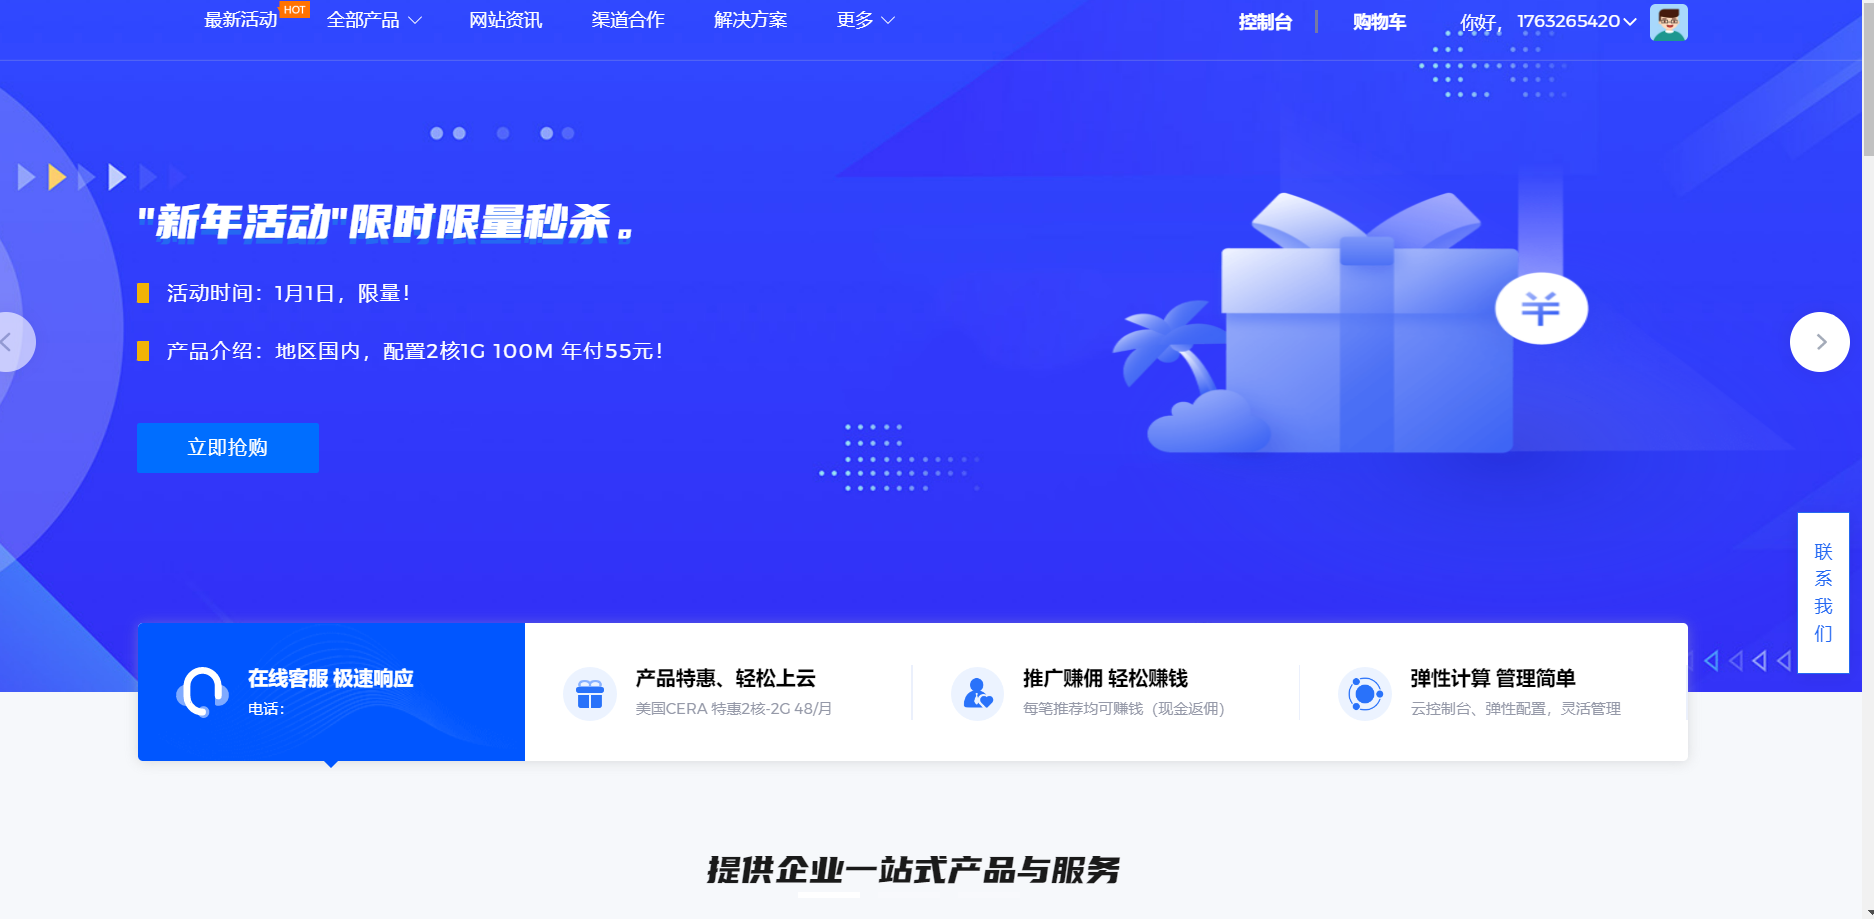 最新活动 HOT 全部产品 网站资讯 渠道合作 解决方案 更多 控制台 购物车 你好, 1763265420
"新年活动"限时限量秒杀。
活动时间：1月1日，限量！
产品介绍：地区国内，配置2核1G 100M 年付55元！
立即抢购
联系我们
在线客服 极速响应
电话：
产品特惠、轻松上云
美国CERA 特惠2核-2G 48/月
推广赚佣 轻松赚钱
每笔推荐均可赚钱（现金返佣）
弹性计算 管理简单
云控制台、弹性配置，灵活管理
提供企业一站式产品与服务